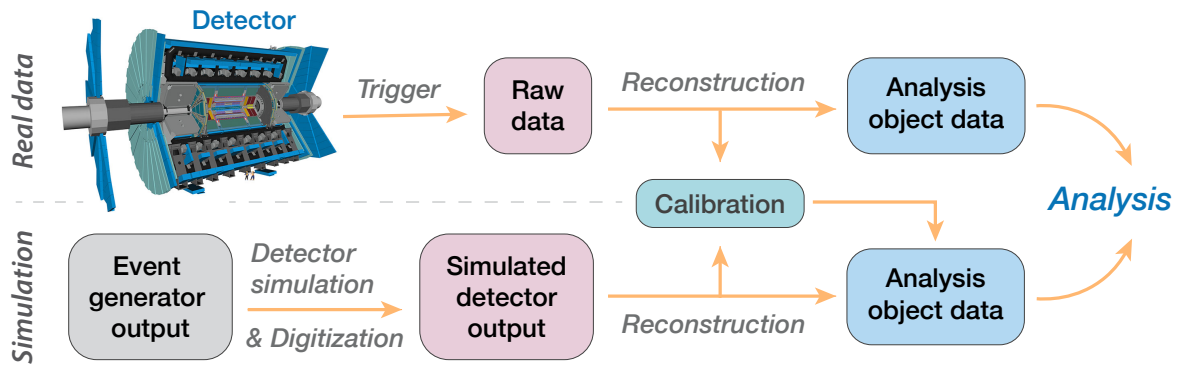 Real data
Detector
Trigger
Raw
data
Reconstruction
Analysis
object data
Calibration
Analysis
Simulation
Event
generator
output
Detector
simulation
& Digitization
Simulated
detector
output
Reconstruction
Analysis
object data